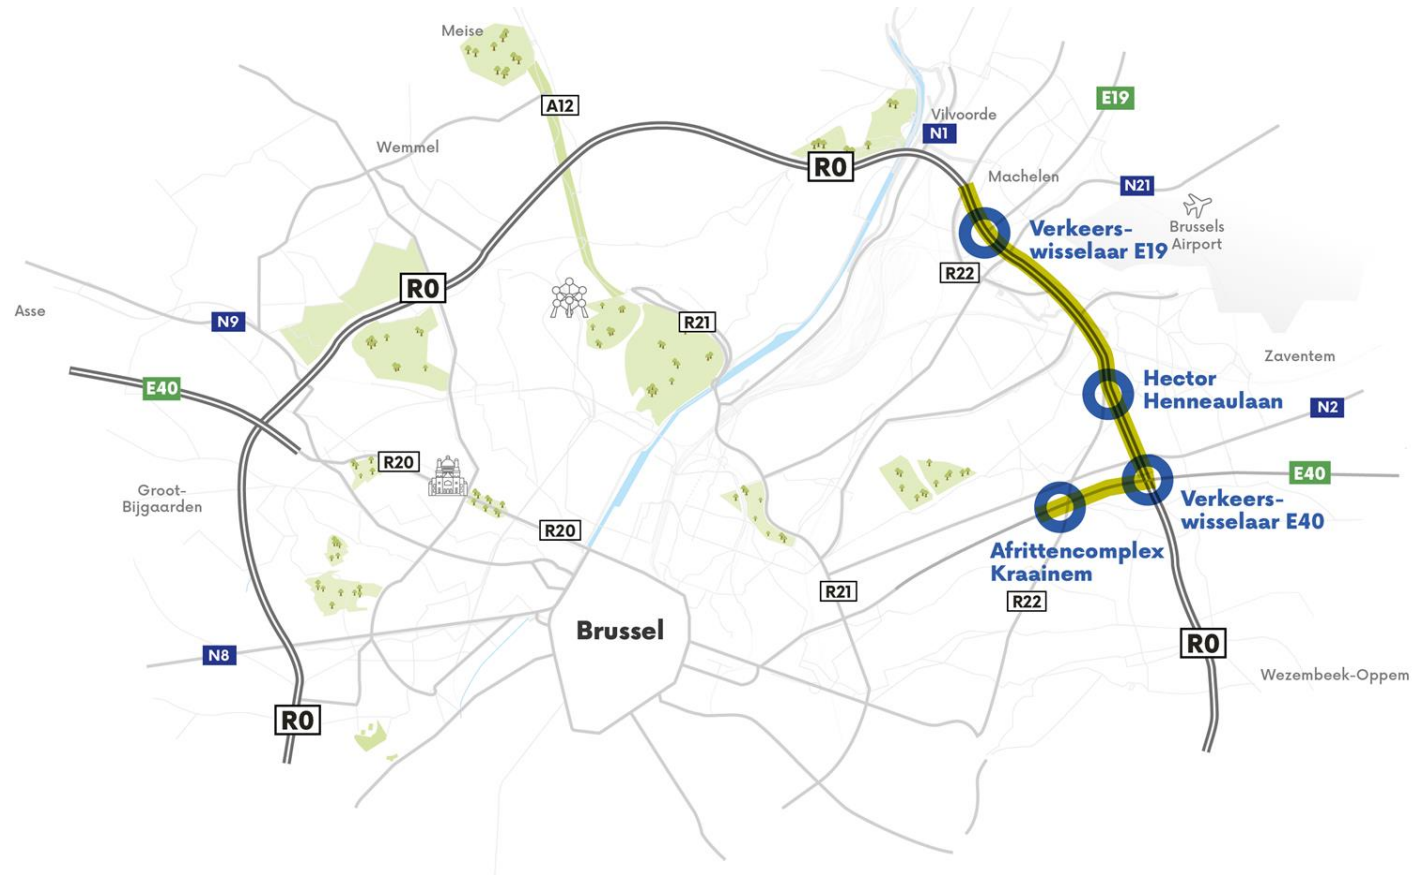 Meise
A12
E19
Vilvoorde
N1
Wemmel
R0
Machelen
N21
Verkeers-
wisselaar E19
Brussels
Airport
R22
R0
Asse
N9
R21
Zaventem
E40
Hector
Henneaulaan
N2
R20
E40
Groot-
Bijgaarden
Verkeers-
wisselaar E40
R20
Afrittencomplex
Kraainem
R21
R22
Brussel
R0
N8
Wezembeek-Oppem
R0